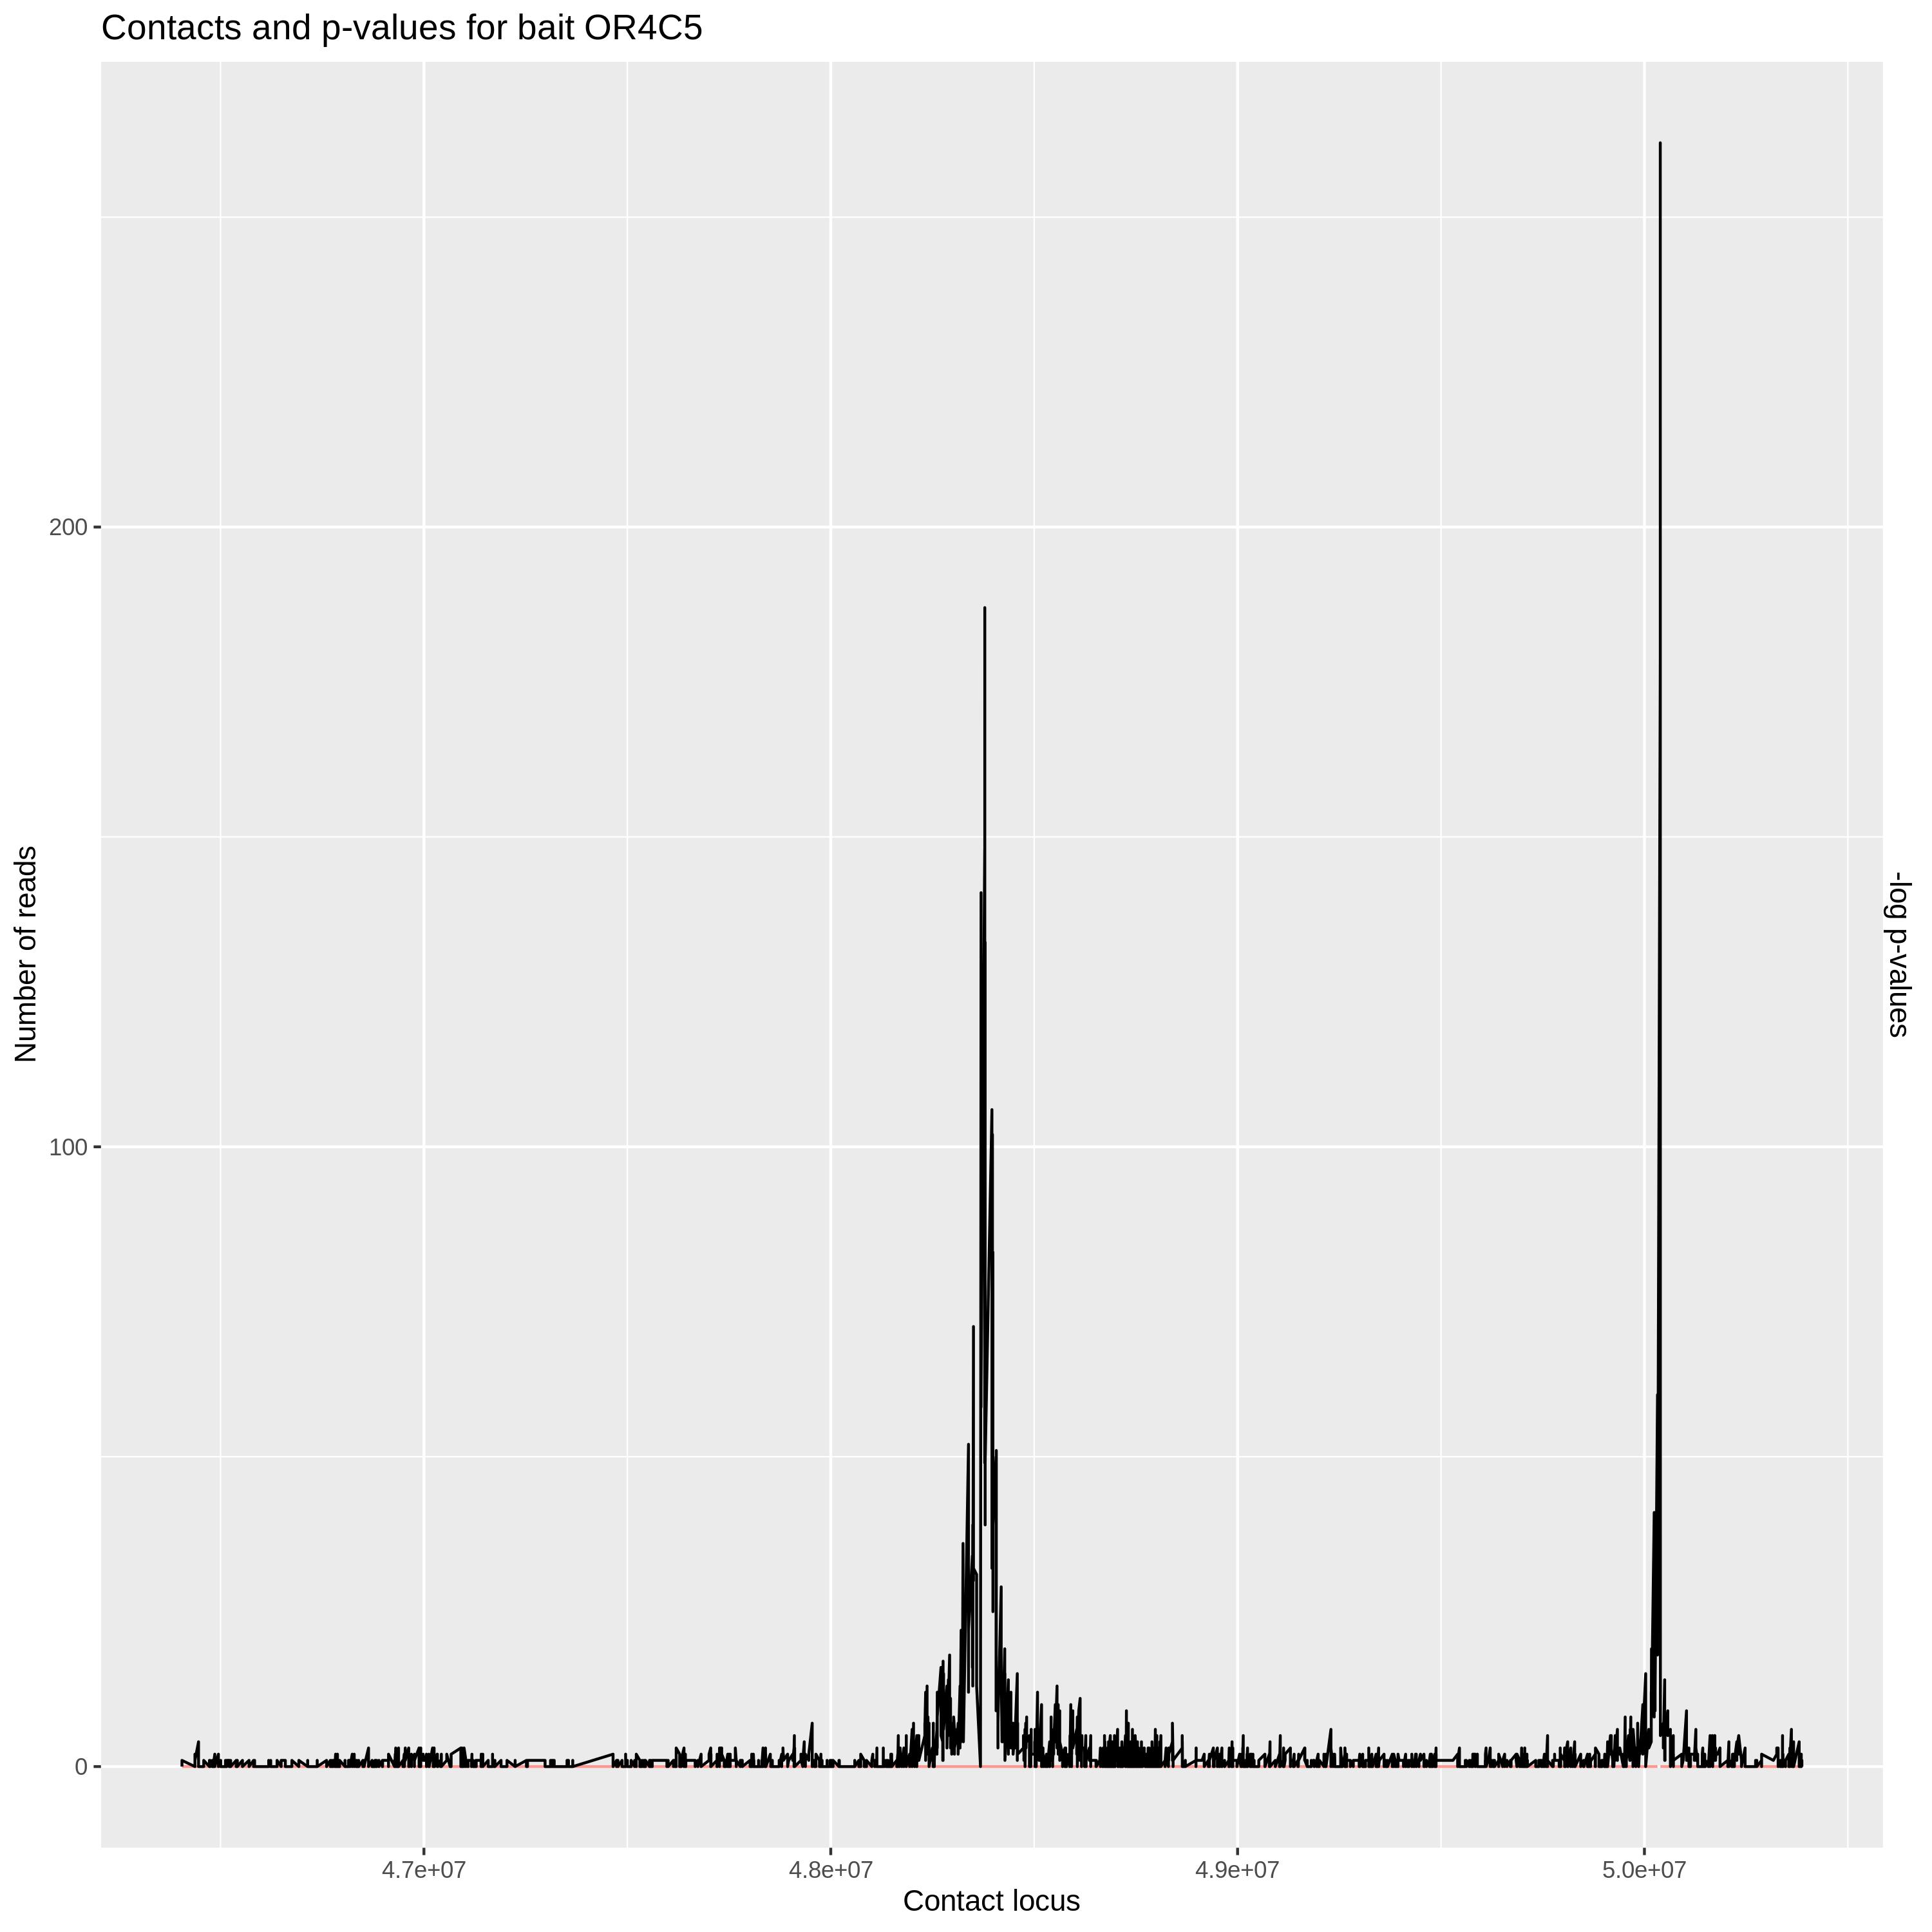 Contacts and p-values for bait OR4C5
Number of reads
200
100
0
-log p-values
4.7e+07
4.8e+07
4.9e+07
5.0e+07
Contact locus